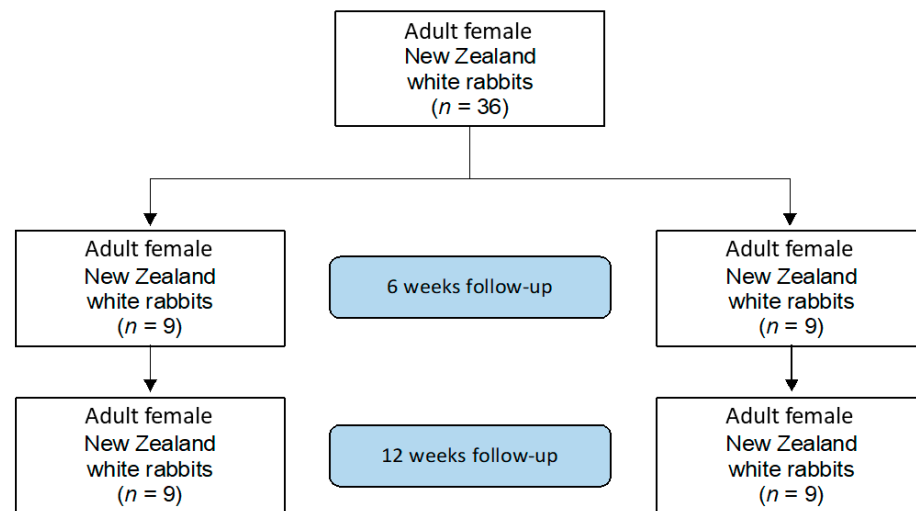 Adult female
New Zealand
white rabbits
(n = 36)
Adult female
New Zealand
white rabbits
(n = 9)
6 weeks follow-up
Adult female
New Zealand
white rabbits
(n = 9)
Adult female
New Zealand
white rabbits
(n = 9)
12 weeks follow-up
Adult female
New Zealand
white rabbits
(n = 9)